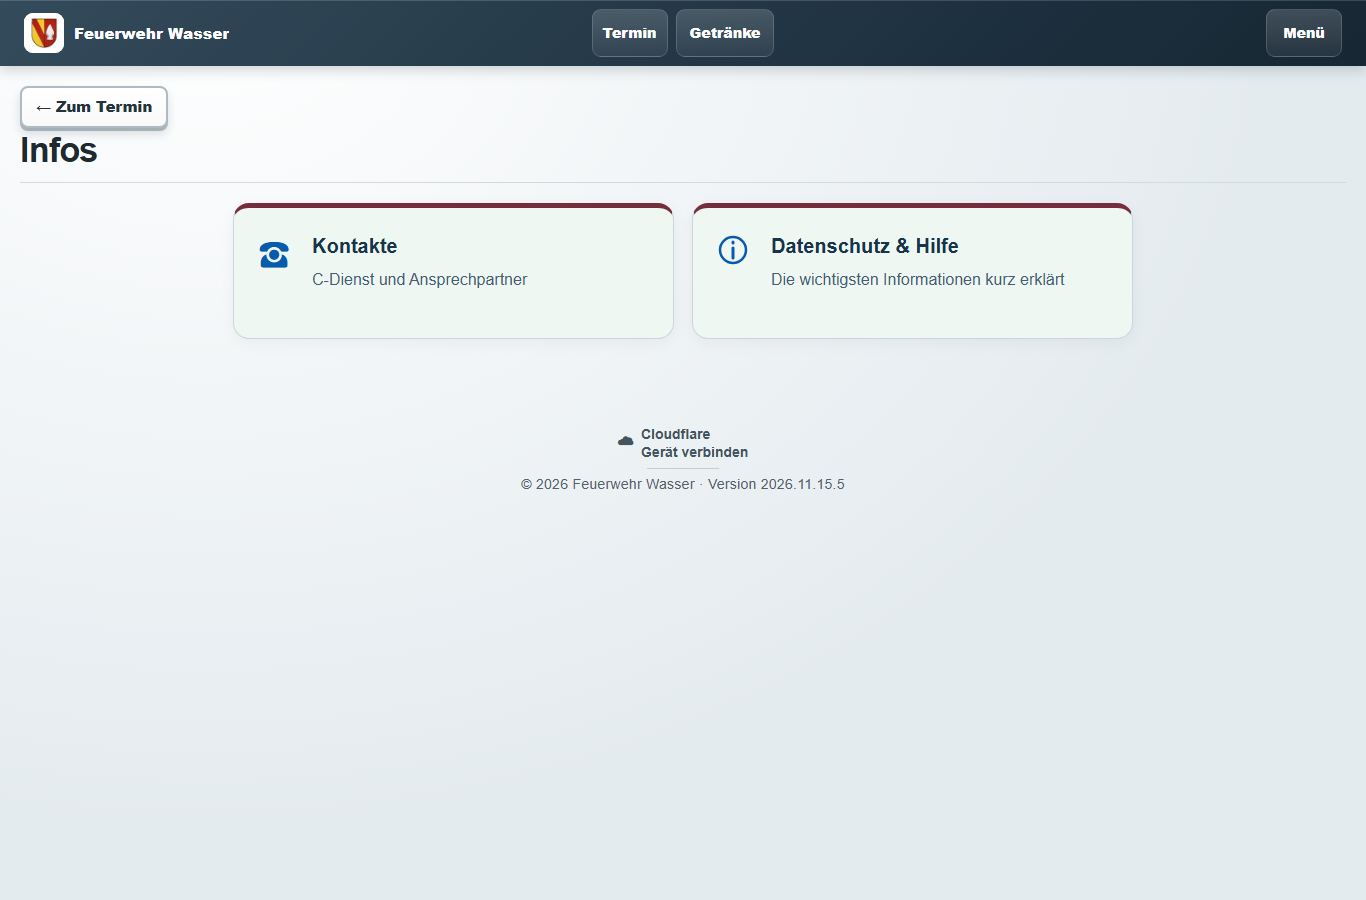 Feuerwehr Wasser
Termin
Getränke
Menü
← Zum Termin
Infos
Kontakte
C-Dienst und Ansprechpartner
Datenschutz & Hilfe
Die wichtigsten Informationen kurz erklärt
Cloudflare
Gerät verbinden
© 2026 Feuerwehr Wasser · Version 2026.11.15.5